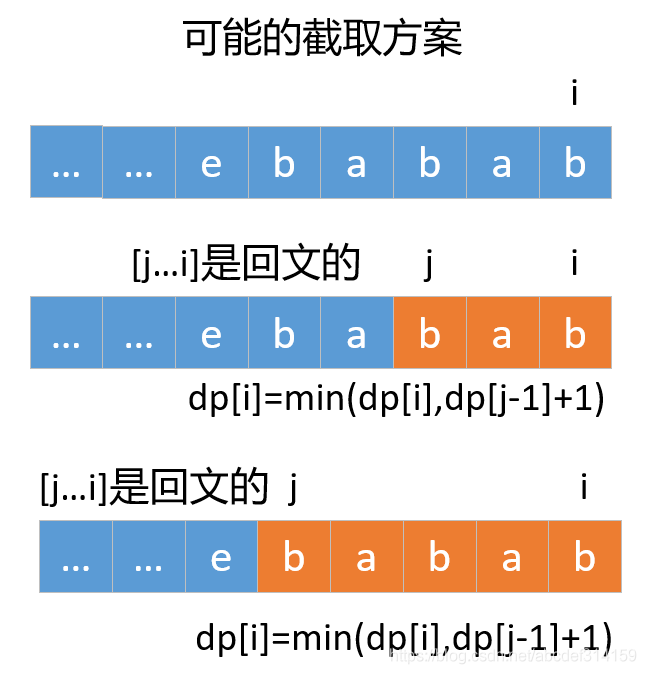 可能的截取方案
i
... ... e b a b a b
[j...i]是回文的 j i
... ... e b a b a b
dp[i]=min(dp[i],dp[j-1]+1)
[j...i]是回文的 j i
... ... e b a b a b
dp[i]=min(dp[i],dp[j-1]+1)
https://blog.csdn.net/abcdef314159